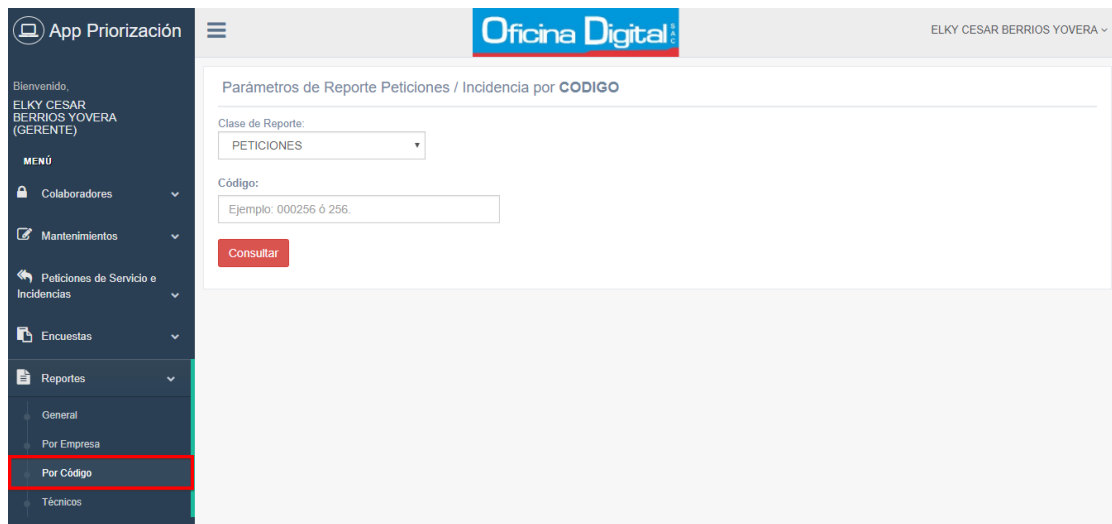 App Priorización
Oficina Digital SAC
ELKY CESAR BERRIOS YOVERA
Bienvenido,
ELKY CESAR
BERRIOS YOVERA
(GERENTE)
MENÚ
Colaboradores
Mantenimientos
Peticiones de Servicio e
Incidencias
Encuestas
Reportes
General
Por Empresa
Por Código
Técnicos
Parámetros de Reporte Peticiones / Incidencia por CODIGO
Clase de Reporte:
PETICIONES
Código:
Ejemplo: 000256 ó 256.
Consultar